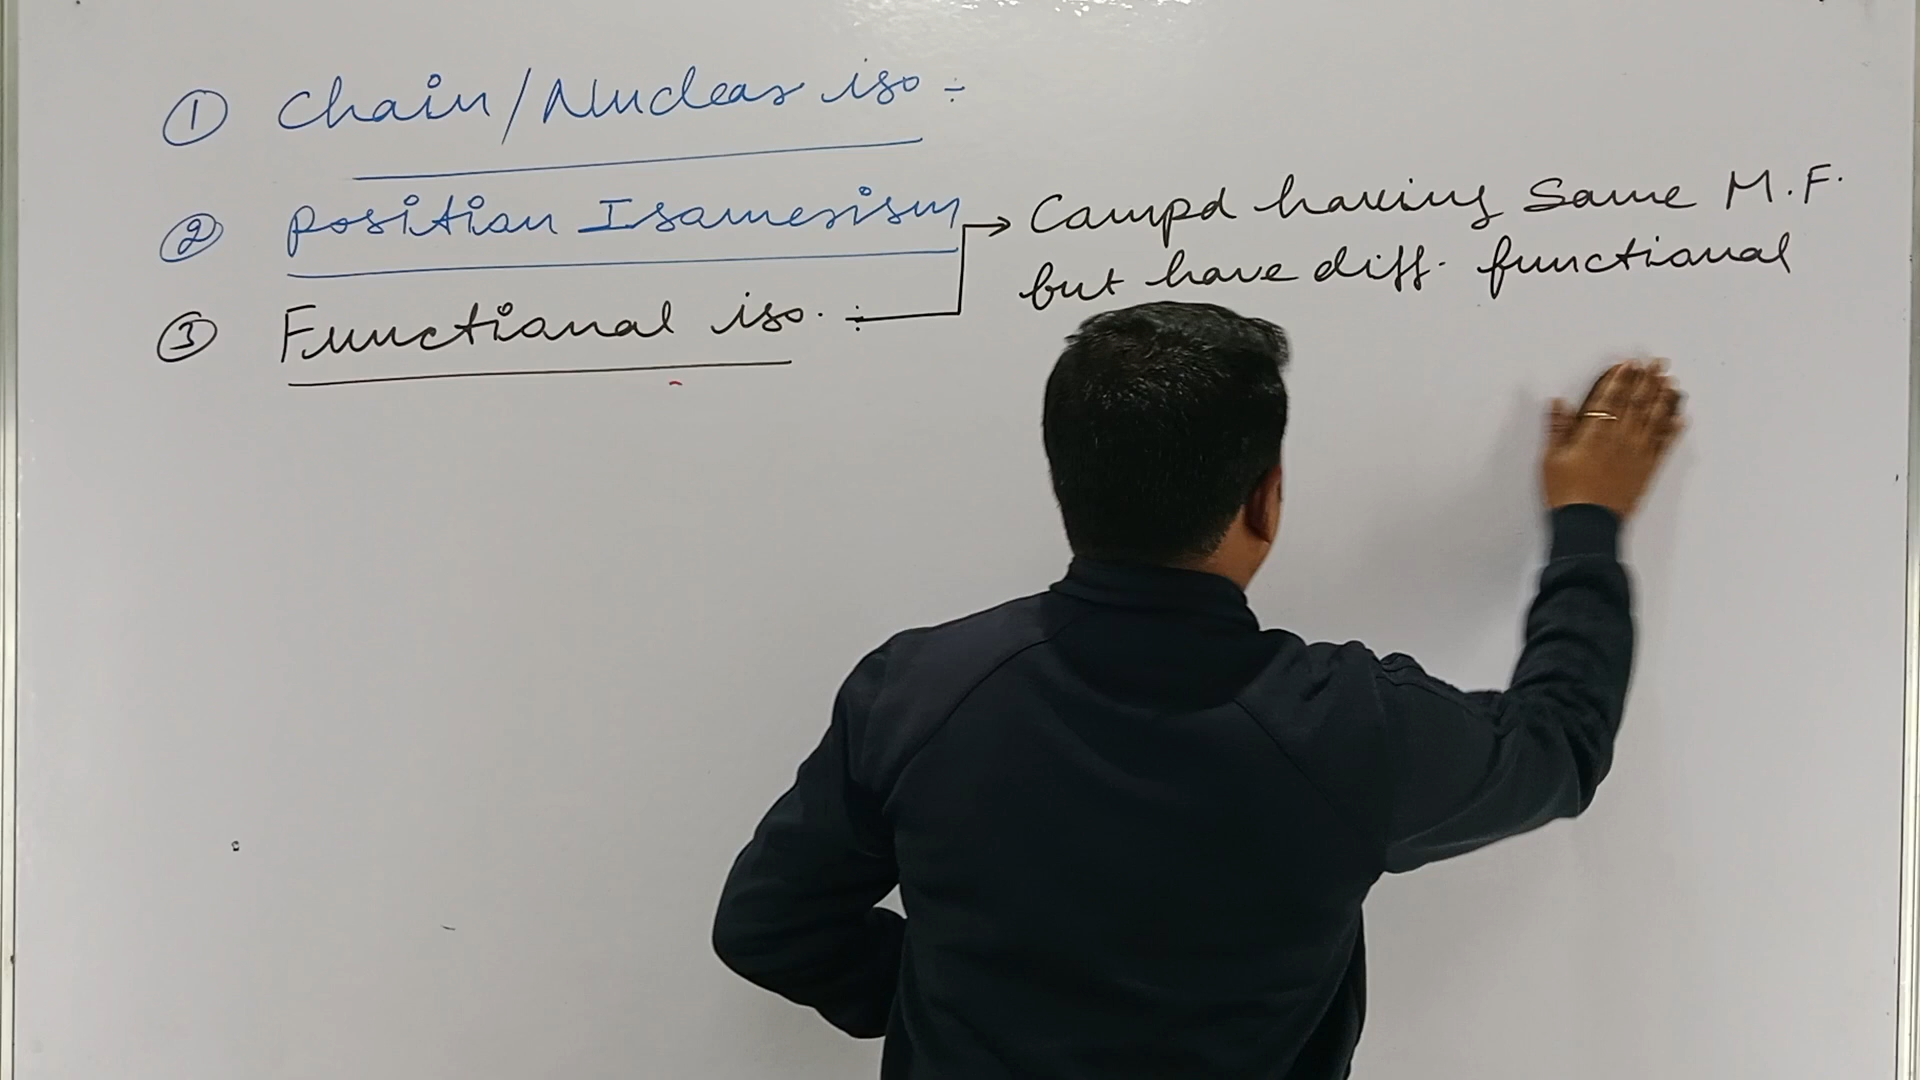 ① Chain/Nuclear iso :-
② Position Isomerism
③ Functional iso. :-
Compd having same M.F.
but have diff. functional